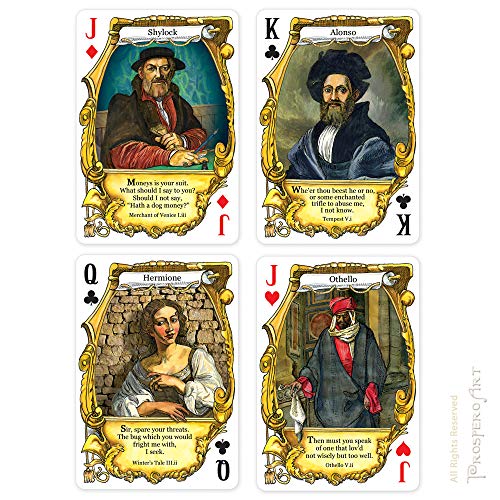 J
Shylock
Moneys is your suit.
What should I say to you?
Should I not say,
"Hath a dog money?"
Merchant of Venice I.iii
J
K
Alonso
Whe'er thou beest he or no,
or some enchanted
trifle to abuse me,
I not know.
Tempest V.i
K
Q
Hermione
Sir, spare your threats.
The bug which you would
fright me with,
I seek.
Winter's Tale III.ii
Q
J
Othello
Then must you speak
of one that lov'd
not wisely but too well.
Othello V.ii
J
All Rights Reserved
ProsperoArt